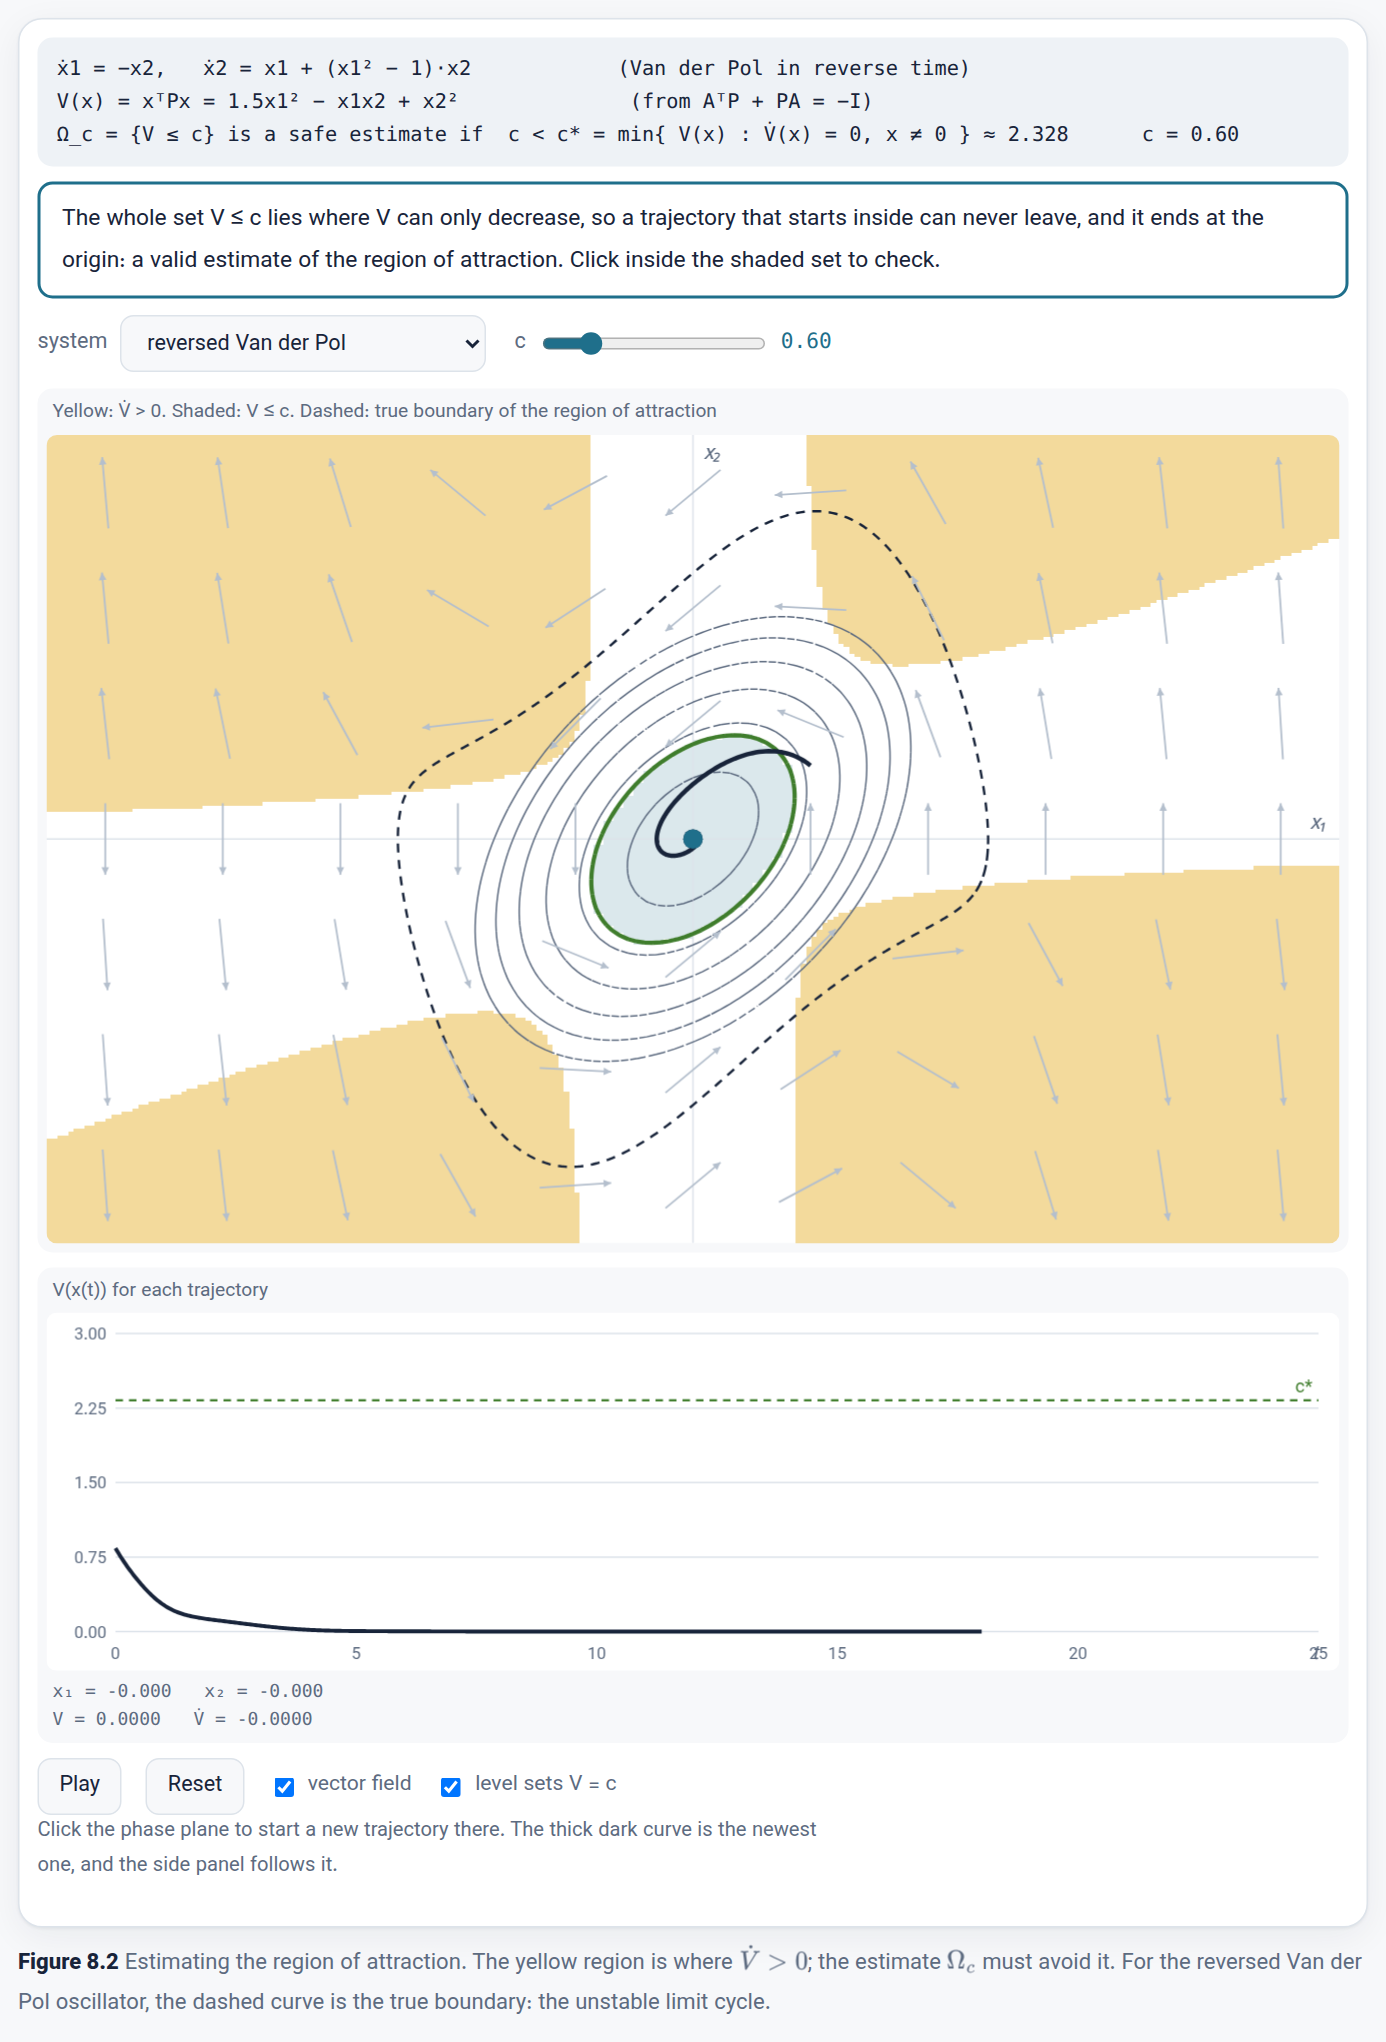 ẋ1 = −x2,   ẋ2 = x1 + (x1² − 1)·x2            (Van der Pol in reverse time)
V(x) = xᵀPx = 1.5x1² − x1x2 + x2²              (from AᵀP + PA = −I)
Ω_c = {V ≤ c} is a safe estimate if  c < c* = min{ V(x) : V̇(x) = 0, x ≠ 0 } ≈ 2.328      c = 0.60
The whole set V ≤ c lies where V can only decrease, so a trajectory that starts inside can never leave, and it ends at the
origin: a valid estimate of the region of attraction. Click inside the shaded set to check.
system reversed Van der Pol c 0.60
Yellow: V̇ > 0. Shaded: V ≤ c. Dashed: true boundary of the region of attraction
x₂
x₁
V(x(t)) for each trajectory
3.00
c*
2.25
1.50
0.75
0.00
0 5 10 15 20 25 t
x₁ = -0.000   x₂ = -0.000
V = 0.0000   V̇ = -0.0000
Play Reset vector field level sets V = c
Click the phase plane to start a new trajectory there. The thick dark curve is the newest
one, and the side panel follows it.
Figure 8.2 Estimating the region of attraction. The yellow region is where V̇ > 0; the estimate Ω_c must avoid it. For the reversed Van der
Pol oscillator, the dashed curve is the true boundary: the unstable limit cycle.